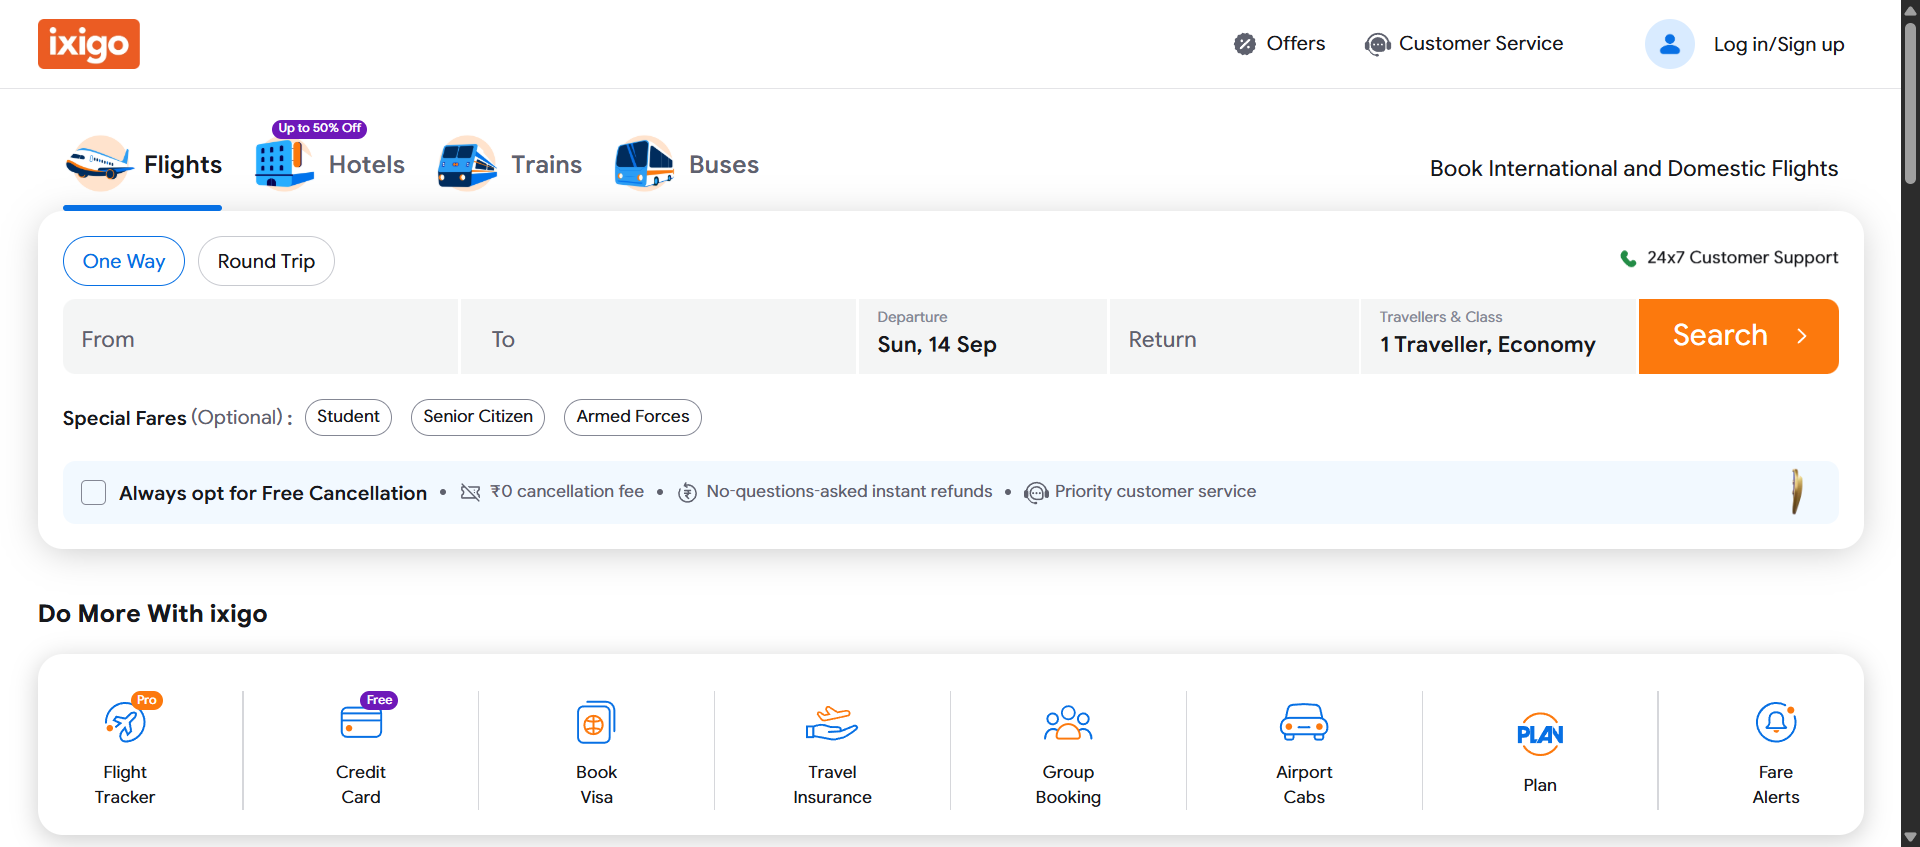 ixigo
Offers
Customer Service
Log in/Sign up
Up to 50% Off
Flights
Hotels
Trains
Buses
Book International and Domestic Flights
One Way
Round Trip
24x7 Customer Support
From
To
Departure
Sun, 14 Sep
Return
Travellers & Class
1 Traveller, Economy
Search
Special Fares (Optional) :
Student
Senior Citizen
Armed Forces
Always opt for Free Cancellation • ₹0 cancellation fee • No-questions-asked instant refunds • Priority customer service
Do More With ixigo
Pro
Flight
Tracker
Free
Credit
Card
Book
Visa
Travel
Insurance
Group
Booking
Airport
Cabs
PLAN
Plan
Fare
Alerts